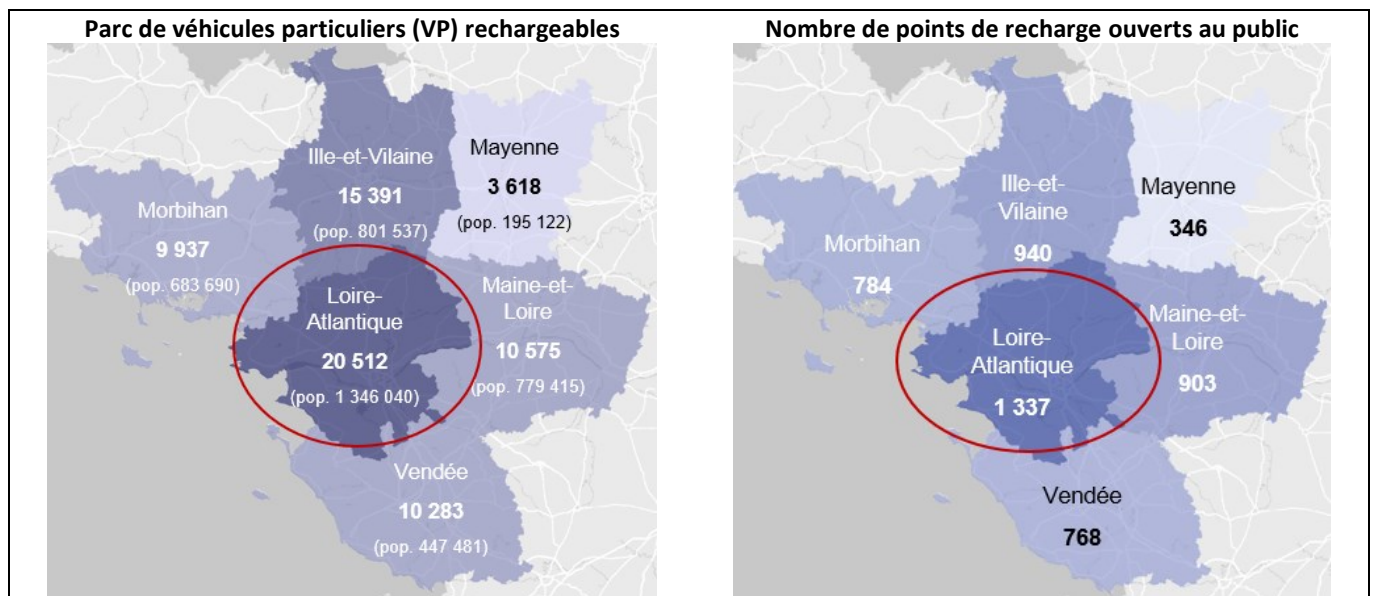 Parc de véhicules particuliers (VP) rechargeables
Ille-et-Vilaine
15 391
(pop. 801 537)
Mayenne
3 618
(pop. 195 122)
Morbihan
9 937
(pop. 683 690)
Loire-
Atlantique
20 512
(pop. 1 346 040)
Maine-et-
Loire
10 575
(pop. 779 415)
Vendée
10 283
(pop. 447 481)
Nombre de points de recharge ouverts au public
Ille-et-
Vilaine
940
Mayenne
346
Morbihan
784
Loire-
Atlantique
1 337
Maine-et-
Loire
903
Vendée
768